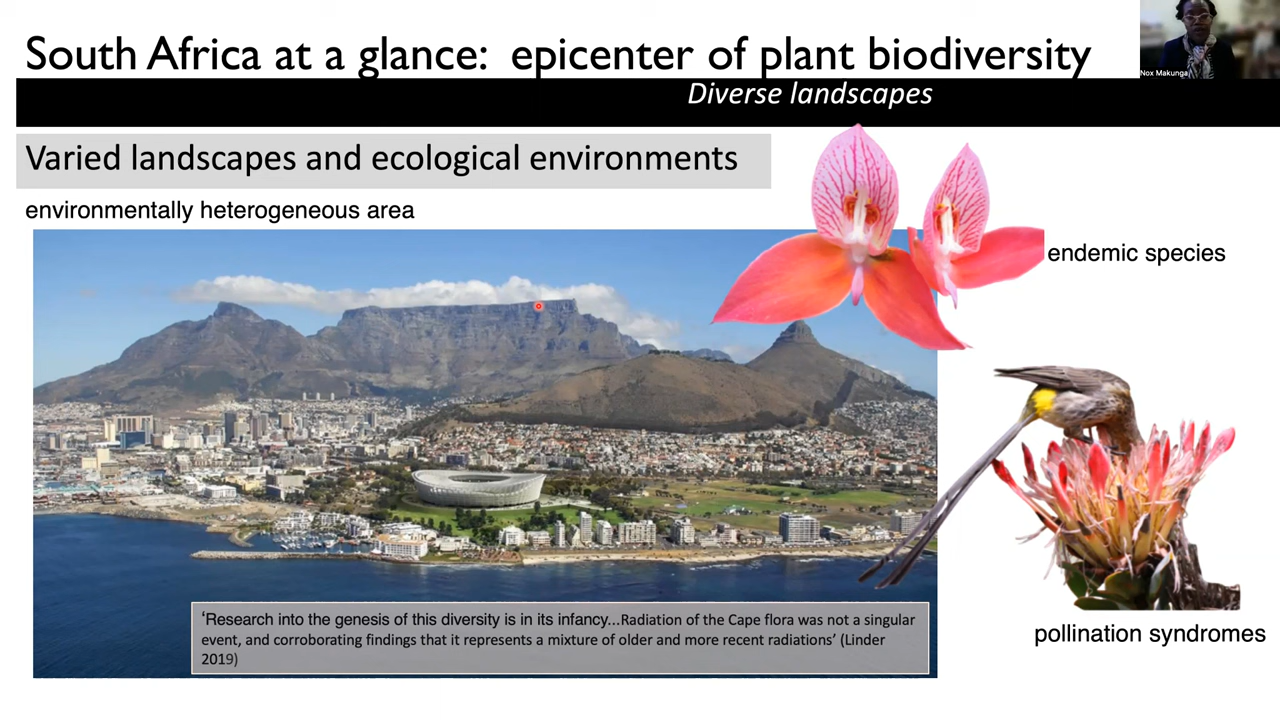 South Africa at a glance: epicenter of plant biodiversity
Nox Makunga
Diverse landscapes
Varied landscapes and ecological environments
environmentally heterogeneous area
endemic species
‘Research into the genesis of this diversity is in its infancy...Radiation of the Cape flora was not a singular
event, and corroborating findings that it represents a mixture of older and more recent radiations’ (Linder
2019)
pollination syndromes